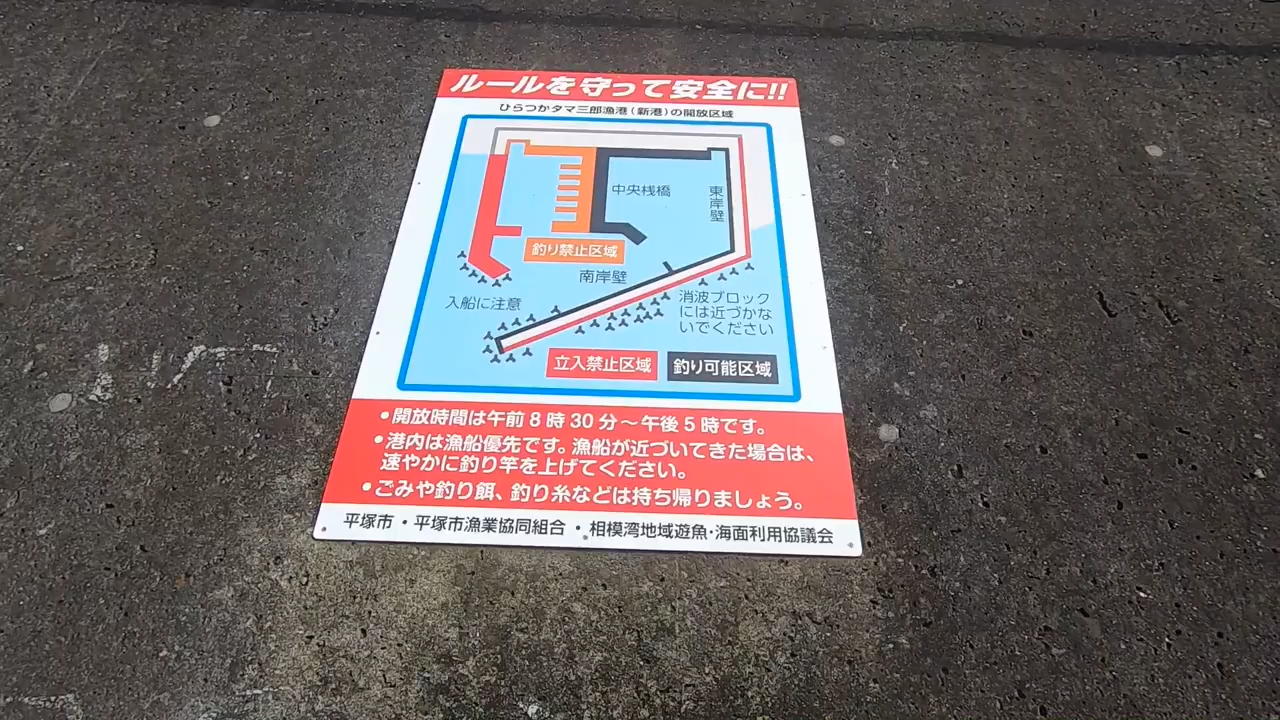 ルールを守って安全に!!
ひらつかタマ三郎漁港(新港)の開放区域
中央桟橋
東岸壁
釣り禁止区域
南岸壁
入船に注意
消波ブロック
には近づかな
いでください
立入禁止区域
釣り可能区域
•開放時間は午前8時30分〜午後5時です。
•港内は漁船優先です。漁船が近づいてきた場合は、
速やかに釣り竿を上げてください。
•ごみや釣り餌、釣り糸などは持ち帰りましょう。
平塚市・平塚市漁業協同組合・相模湾地域遊魚・海面利用協議会